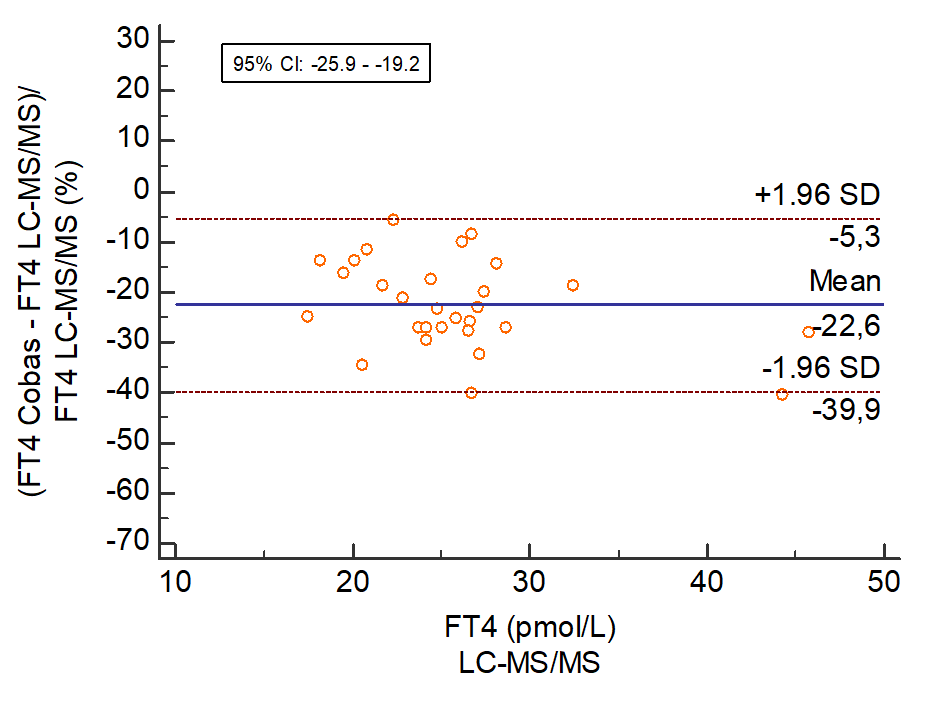 (FT4 Cobas - FT4 LC-MS/MS)/
FT4 LC-MS/MS (%)
30
20
10
0
-10
-20
-30
-40
-50
-60
-70
95% CI: -25.9 - -19.2
+1.96 SD
-5,3
Mean
-22,6
-1.96 SD
-39,9
10 20 30 40 50
FT4 (pmol/L)
LC-MS/MS